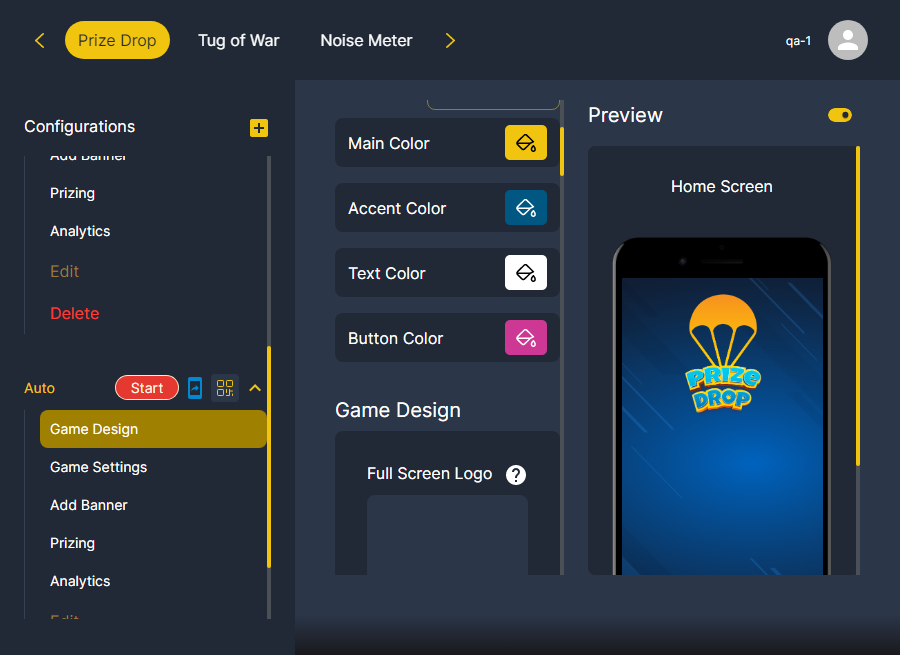 Prize Drop
Tug of War
Noise Meter
qa-1
Configurations
Add Banner
Prizing
Analytics
Edit
Delete
Auto
Start
Game Design
Game Settings
Add Banner
Prizing
Analytics
Edit
Main Color
Accent Color
Text Color
Button Color
Game Design
Full Screen Logo
?
Preview
Home Screen
PRIZE
DROP